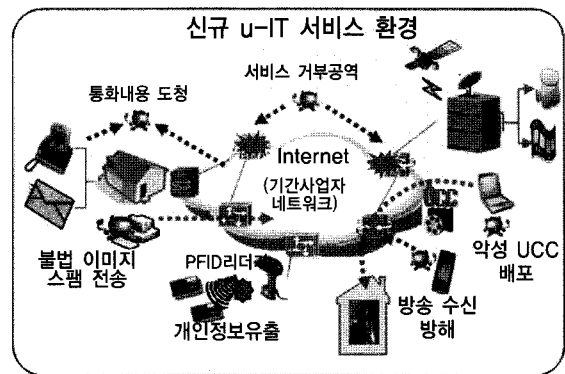 신규 u-IT 서비스 환경
서비스 거부공역
통화내용 도청
Internet
(기간사업자
네트워크)
불법 이미지
스팸 전송
PFID리더
개인정보유출
방송 수신
방해
악성 UCC
배포